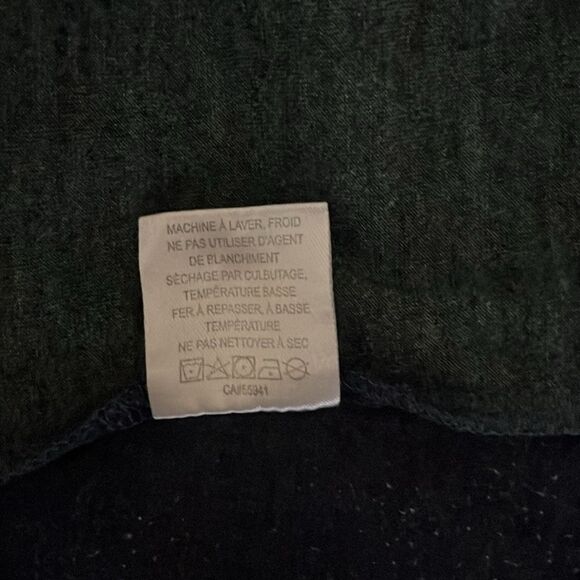 MACHINE À LAVER, FROID
NE PAS UTILISER D'AGENT
DE BLANCHIMENT
SÉCHAGE PAR CULBUTAGE,
TEMPÉRATURE BASSE
FER À REPASSER, À BASSE
TEMPÉRATURE
NE PAS NETTOYER À SEC
CA#55941